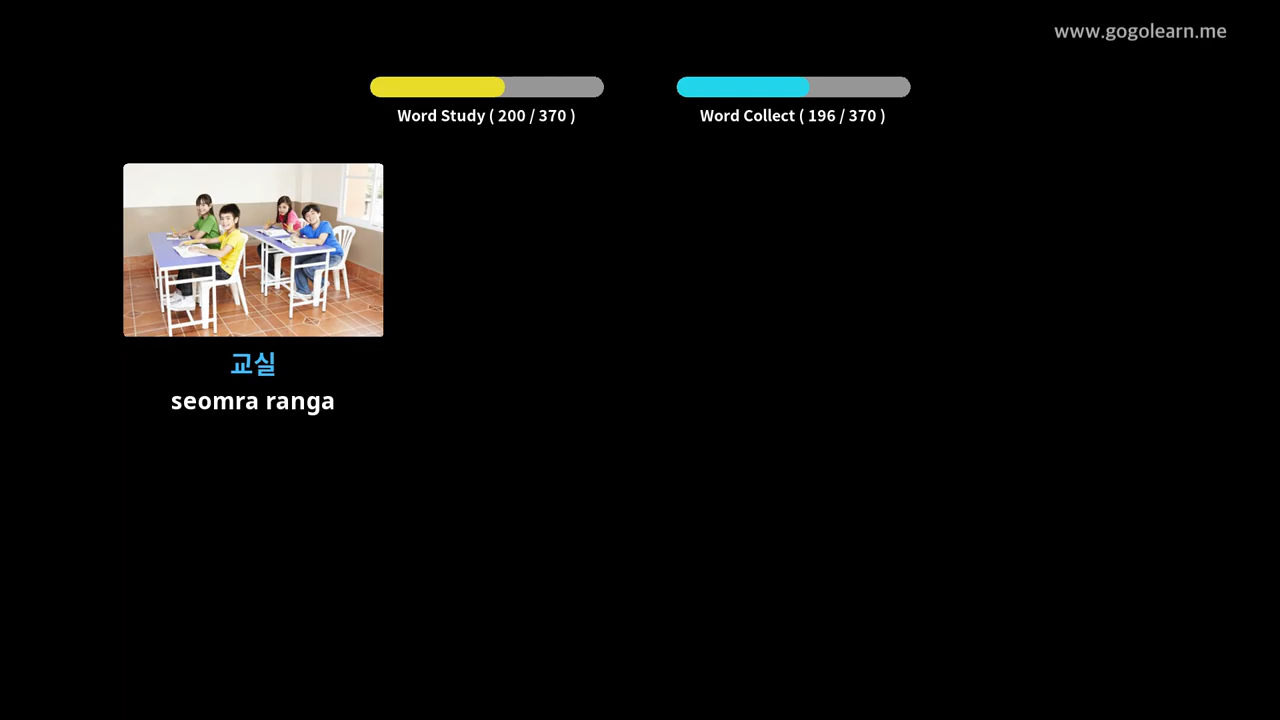 www.gogolearn.me
Word Study ( 200 / 370 )
Word Collect ( 196 / 370 )
교실
seomra ranga